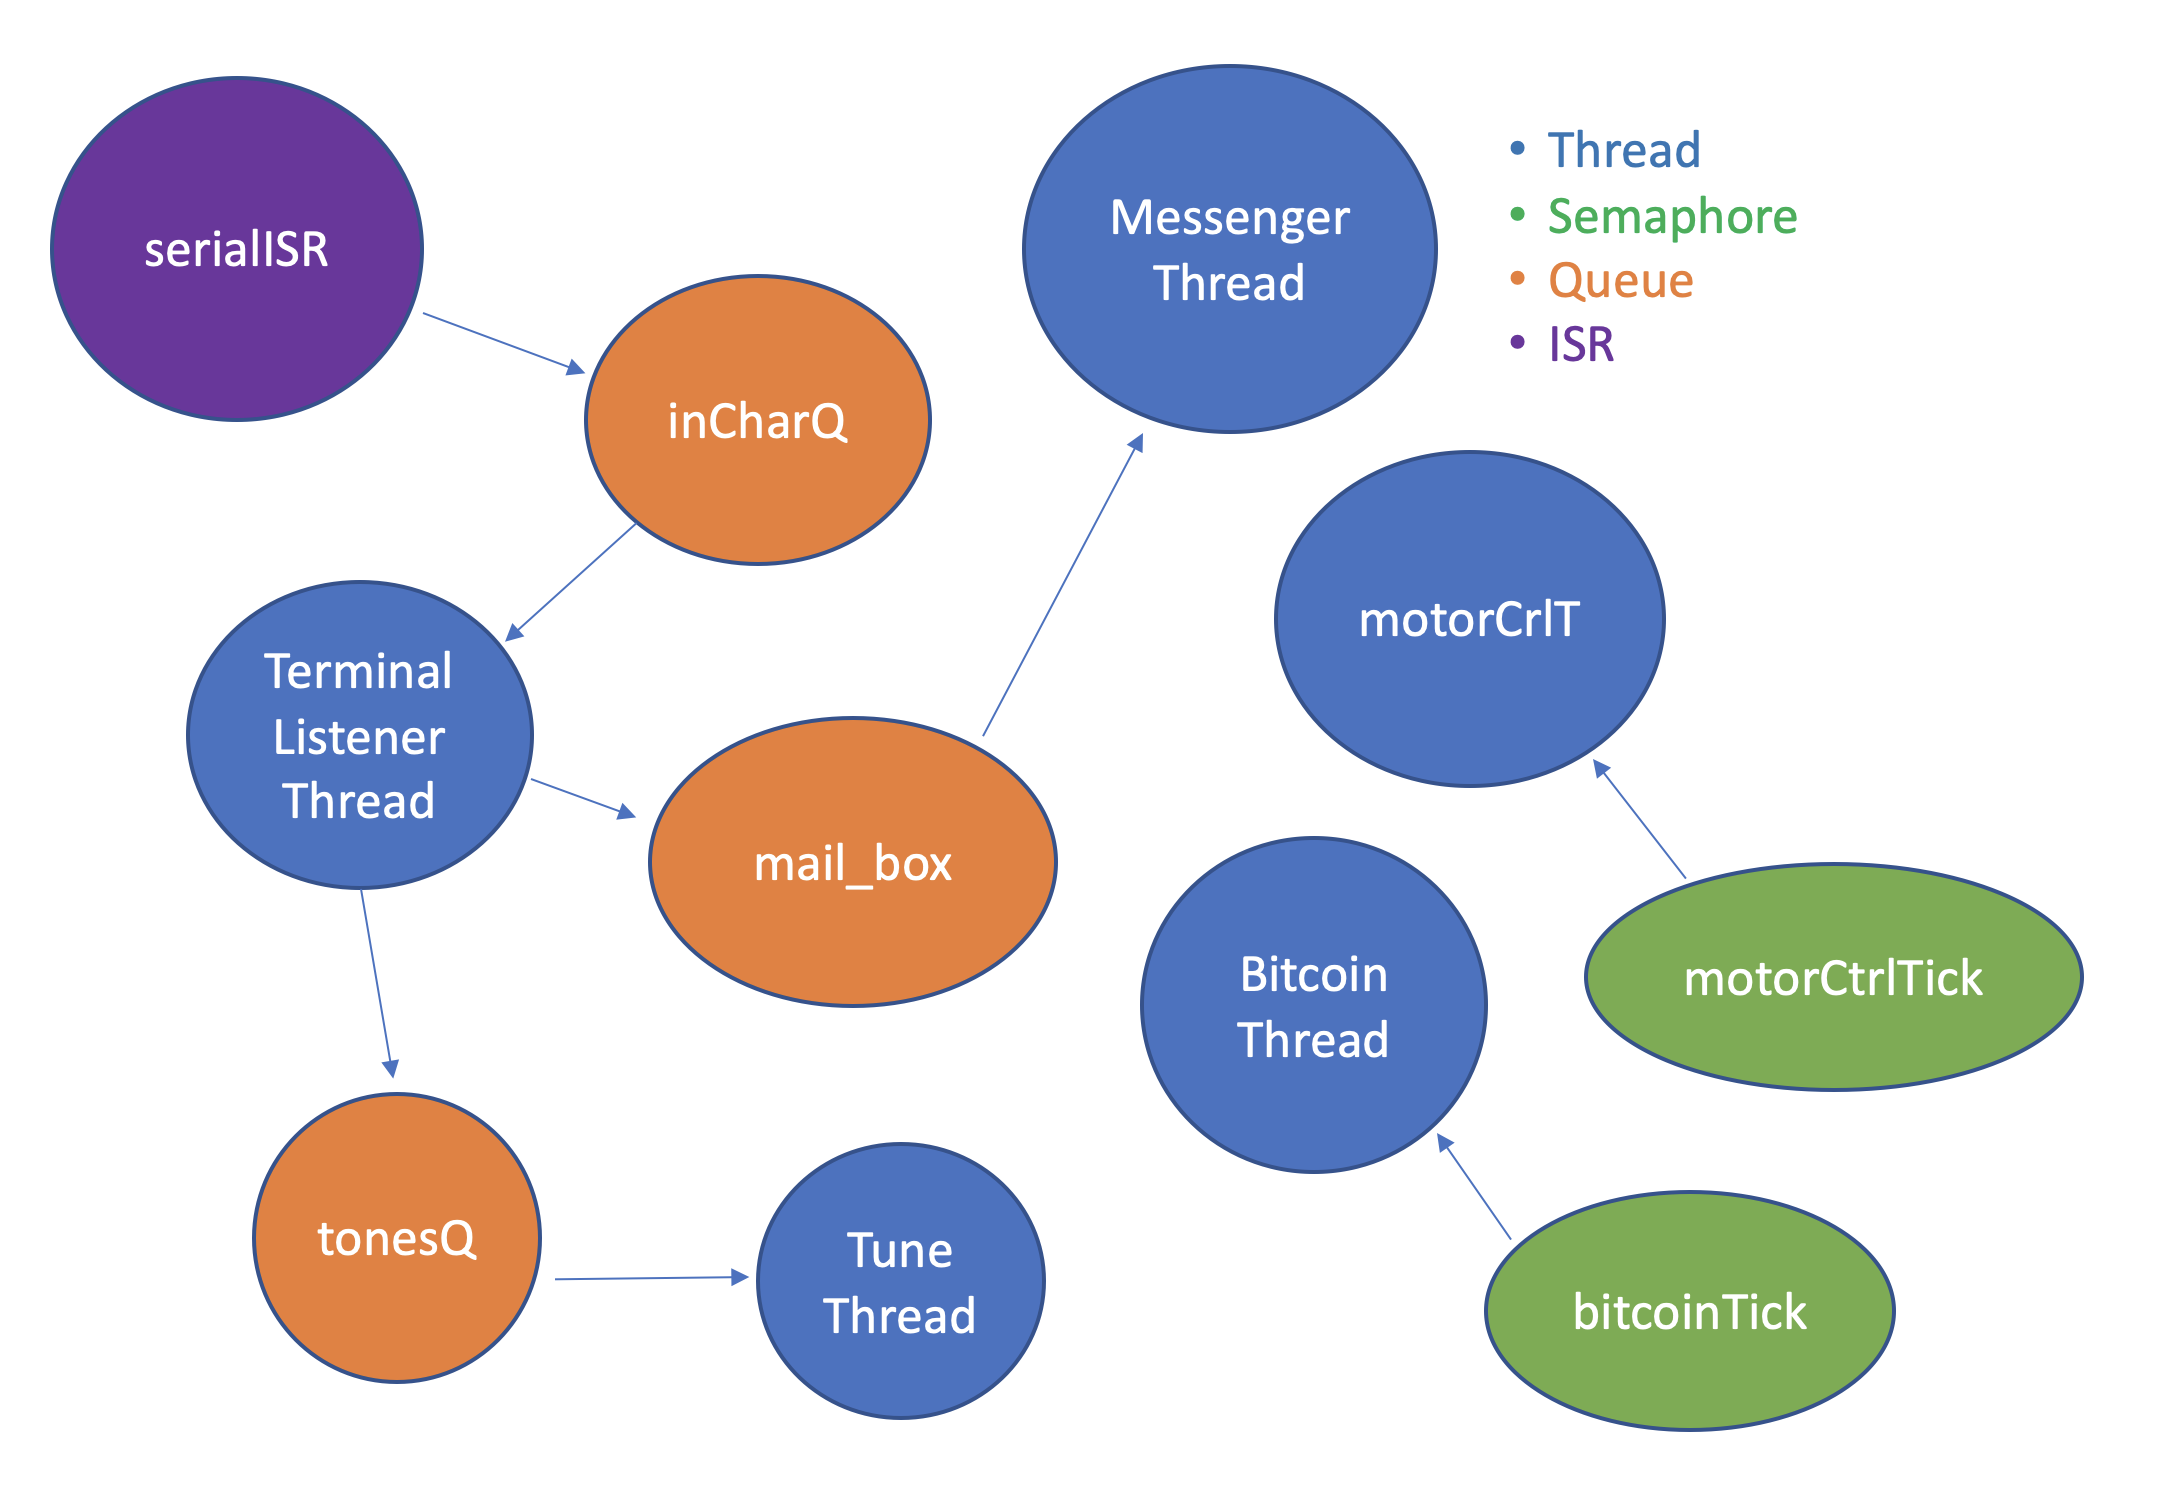 serialISR
inCharQ
Messenger
Thread
• Thread
• Semaphore
• Queue
• ISR
motorCrlT
Terminal
Listener
Thread
mail_box
Bitcoin
Thread
motorCtrlTick
tonesQ
Tune
Thread
bitcoinTick